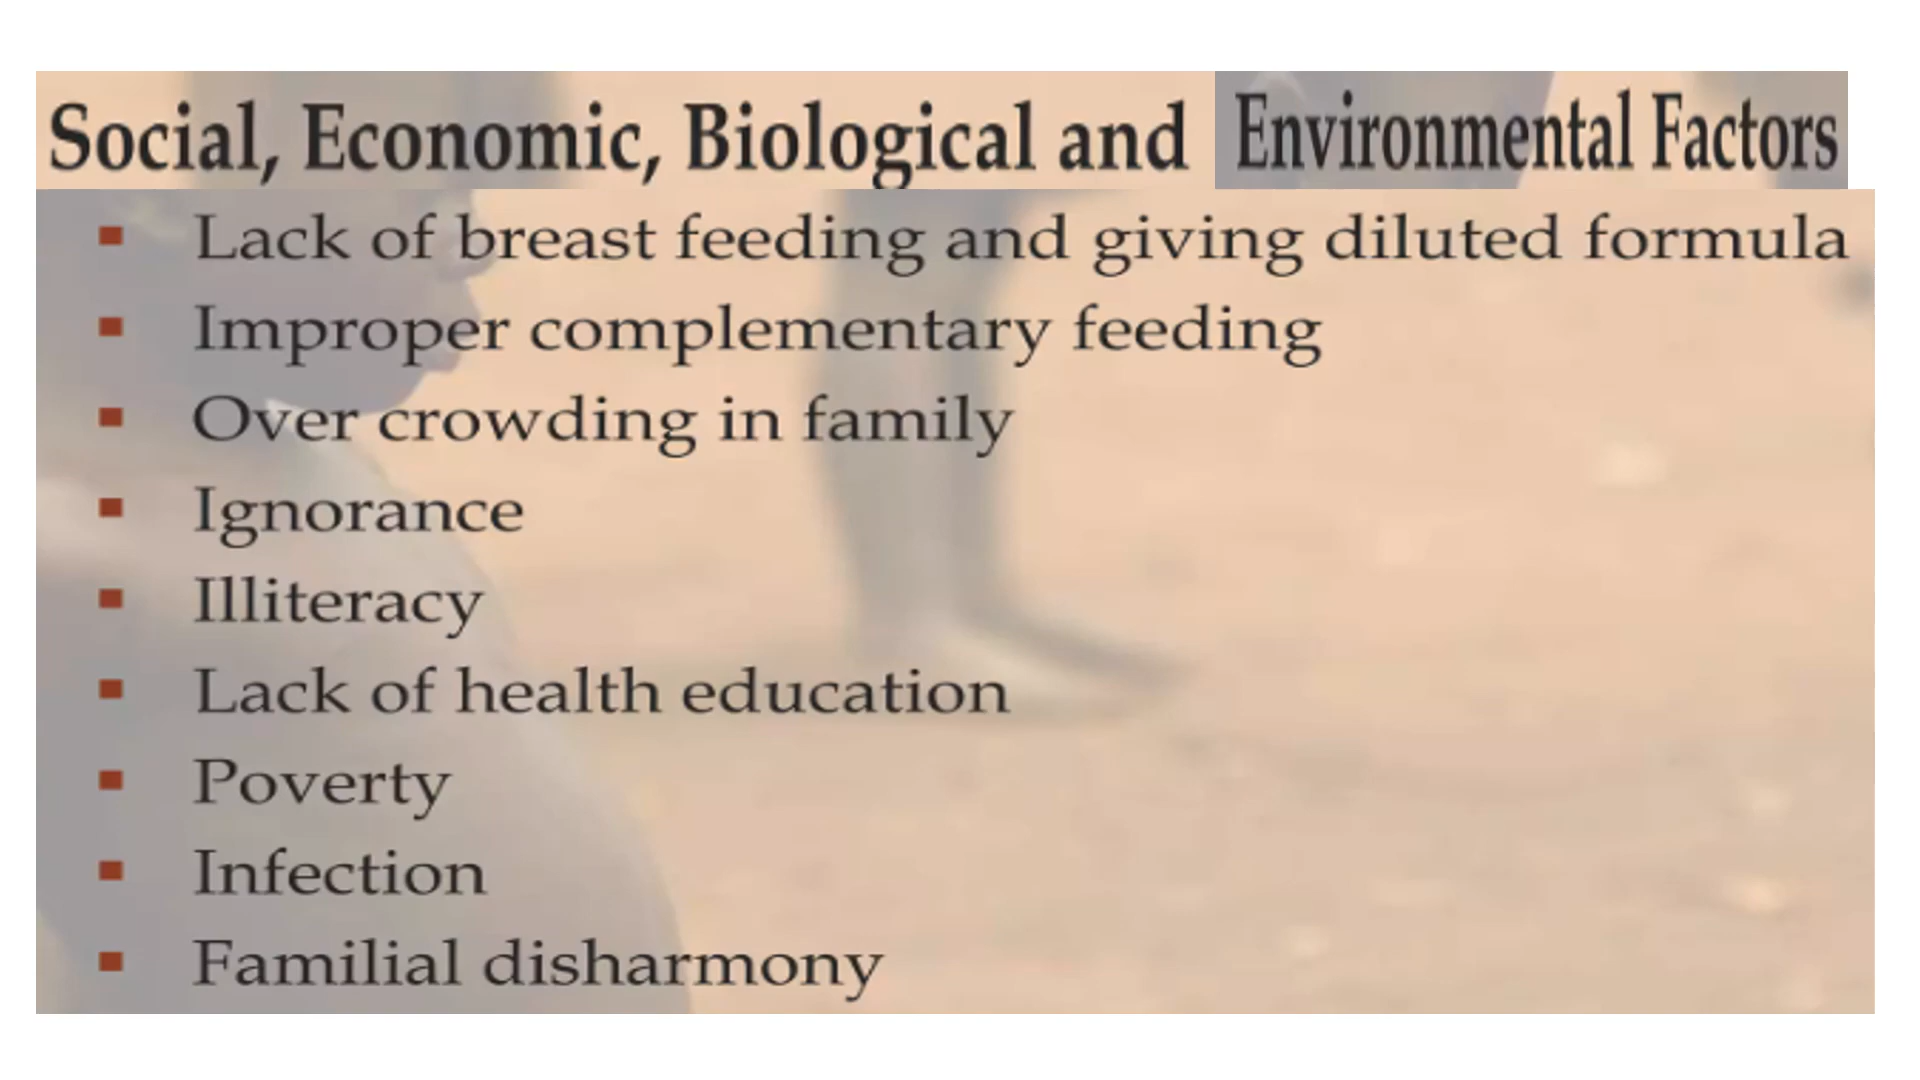 Social, Economic, Biological and Environmental Factors
Lack of breast feeding and giving diluted formula
Improper complementary feeding
Over crowding in family
Ignorance
Illiteracy
Lack of health education
Poverty
Infection
Familial disharmony